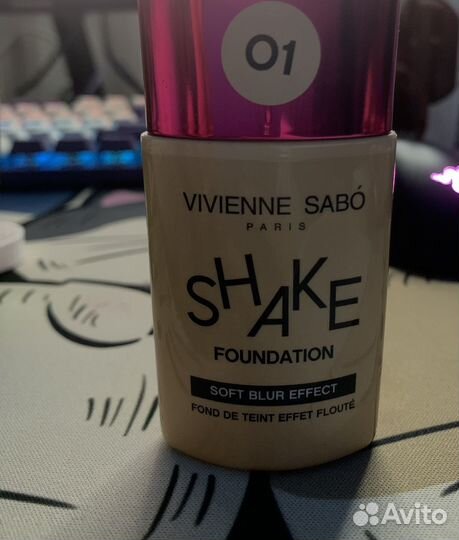 01
VIVIENNE SABÓ
PARIS
SHAKE
FOUNDATION
SOFT BLUR EFFECT
FOND DE TEINT EFFET FLOUTÉ
Avito